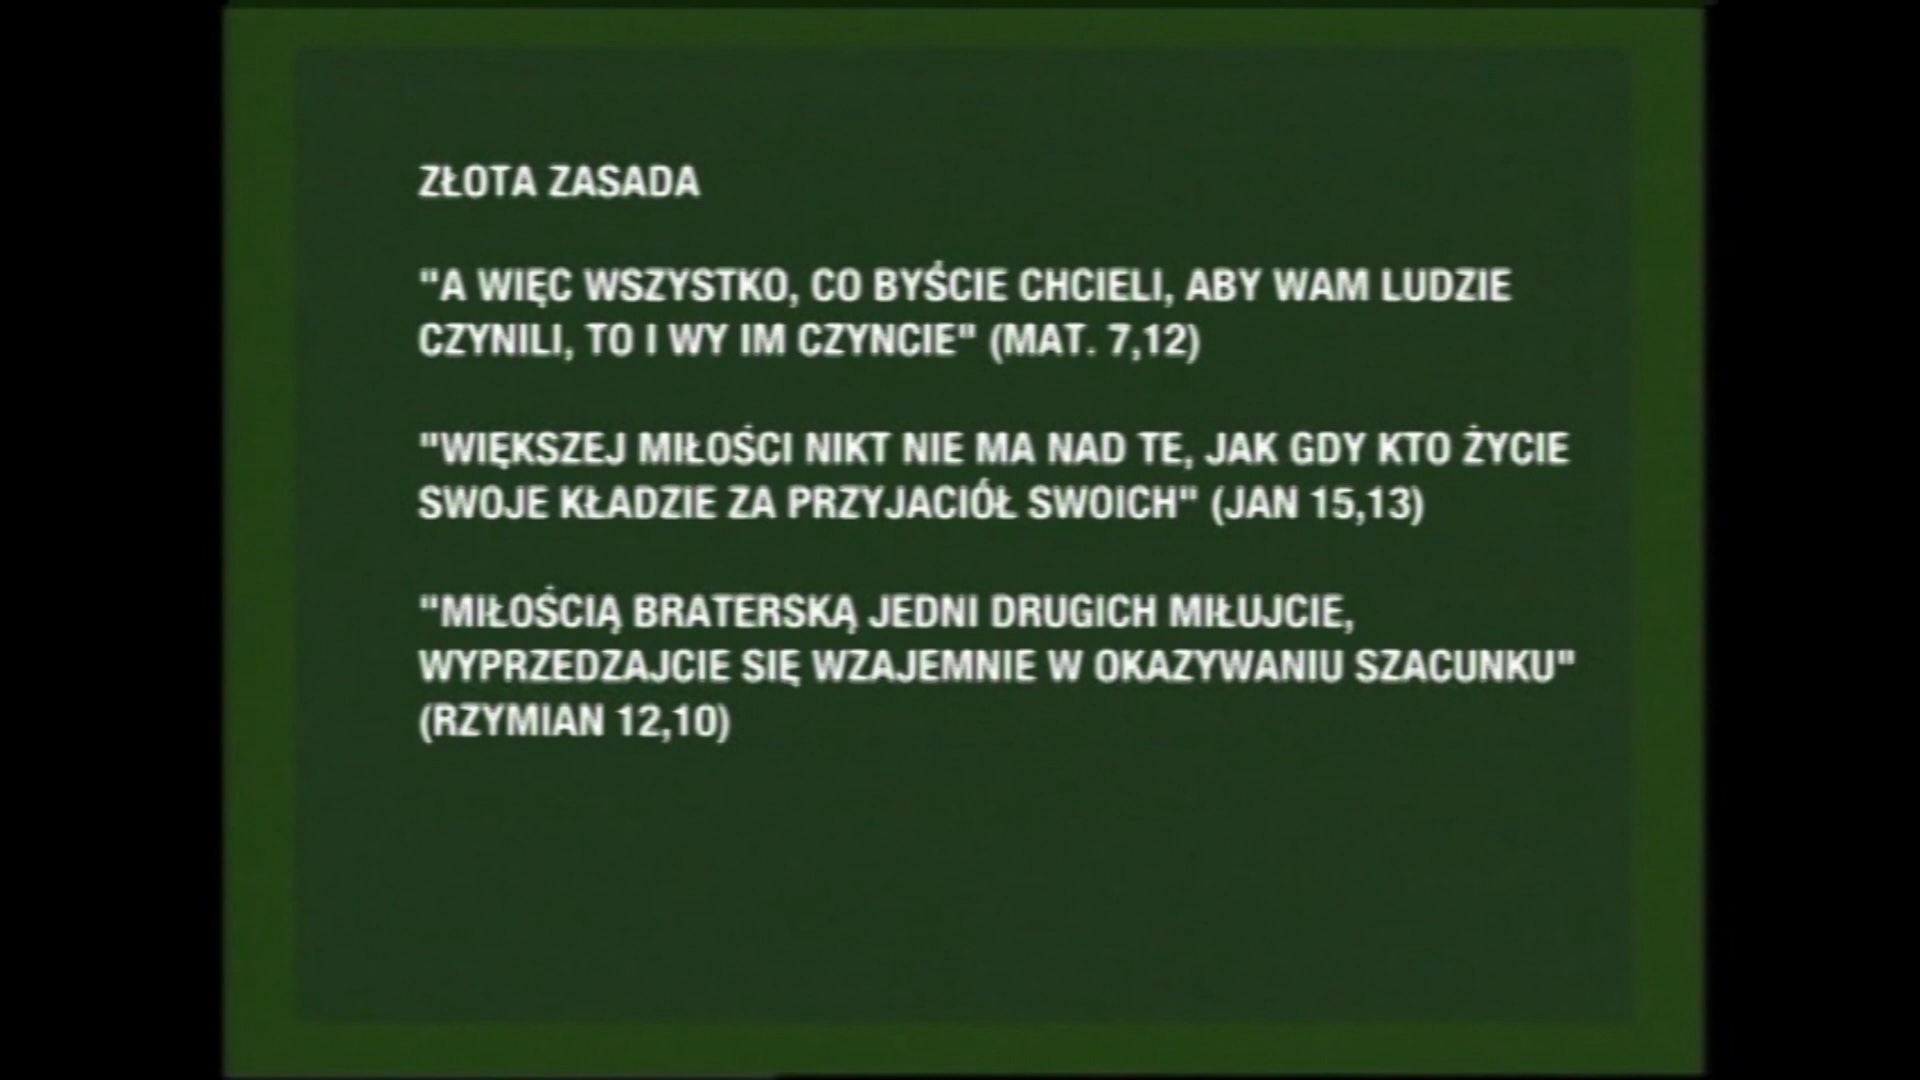 ZŁOTA ZASADA
"A WIĘC WSZYSTKO, CO BYŚCIE CHCIELI, ABY WAM LUDZIE
CZYNILI, TO I WY IM CZYNCIE" (MAT. 7,12)
"WIĘKSZEJ MIŁOŚCI NIKT NIE MA NAD TE, JAK GDY KTO ŻYCIE
SWOJE KŁADZIE ZA PRZYJACIÓŁ SWOICH" (JAN 15,13)
"MIŁOŚCIĄ BRATERSKĄ JEDNI DRUGICH MIŁUJCIE,
WYPRZEDZAJCIE SIĘ WZAJEMNIE W OKAZYWANIU SZACUNKU"
(RZYMIAN 12,10)